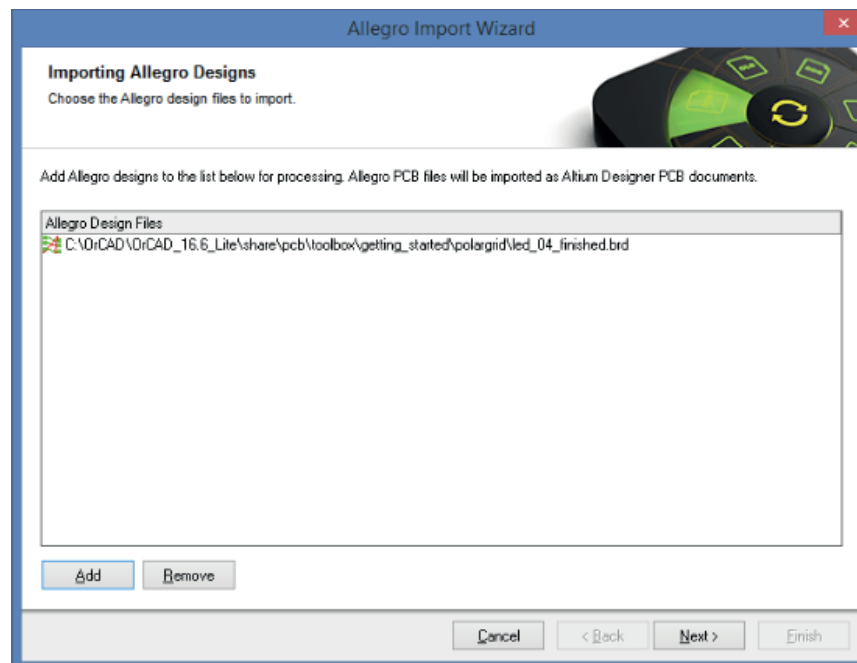 Allegro Import Wizard
Importing Allegro Designs
Choose the Allegro design files to import.
Add Allegro designs to the list below for processing. Allegro PCB files will be imported as Altium Designer PCB documents.
Allegro Design Files
C:\OrCAD\OrCAD_16.6_Lite\share\pcb\toolbox\getting_started\polargrid\led_04_finished.brd
Add
Remove
Cancel
< Back
Next >
Finish